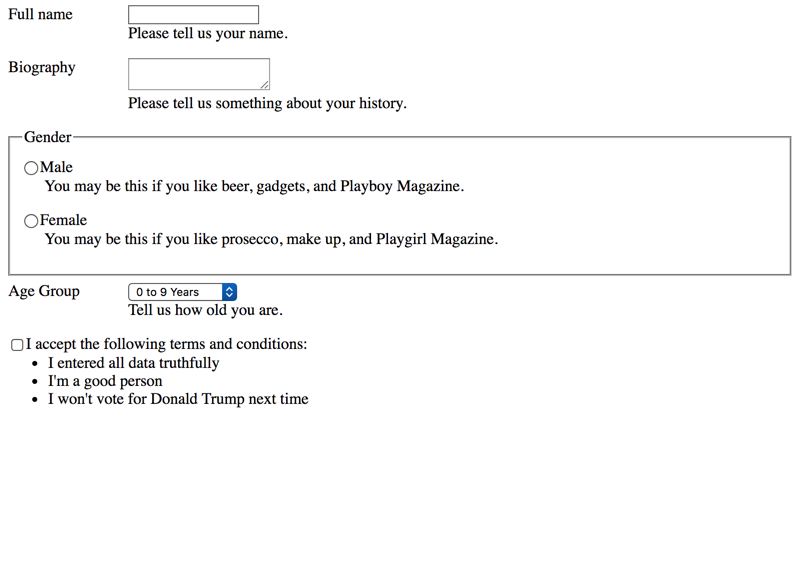 Full name
Please tell us your name.
Biography
Please tell us something about your history.
Gender
Male
You may be this if you like beer, gadgets, and Playboy Magazine.
Female
You may be this if you like prosecco, make up, and Playgirl Magazine.
Age Group 0 to 9 Years
Tell us how old you are.
I accept the following terms and conditions:
• I entered all data truthfully
• I'm a good person
• I won't vote for Donald Trump next time